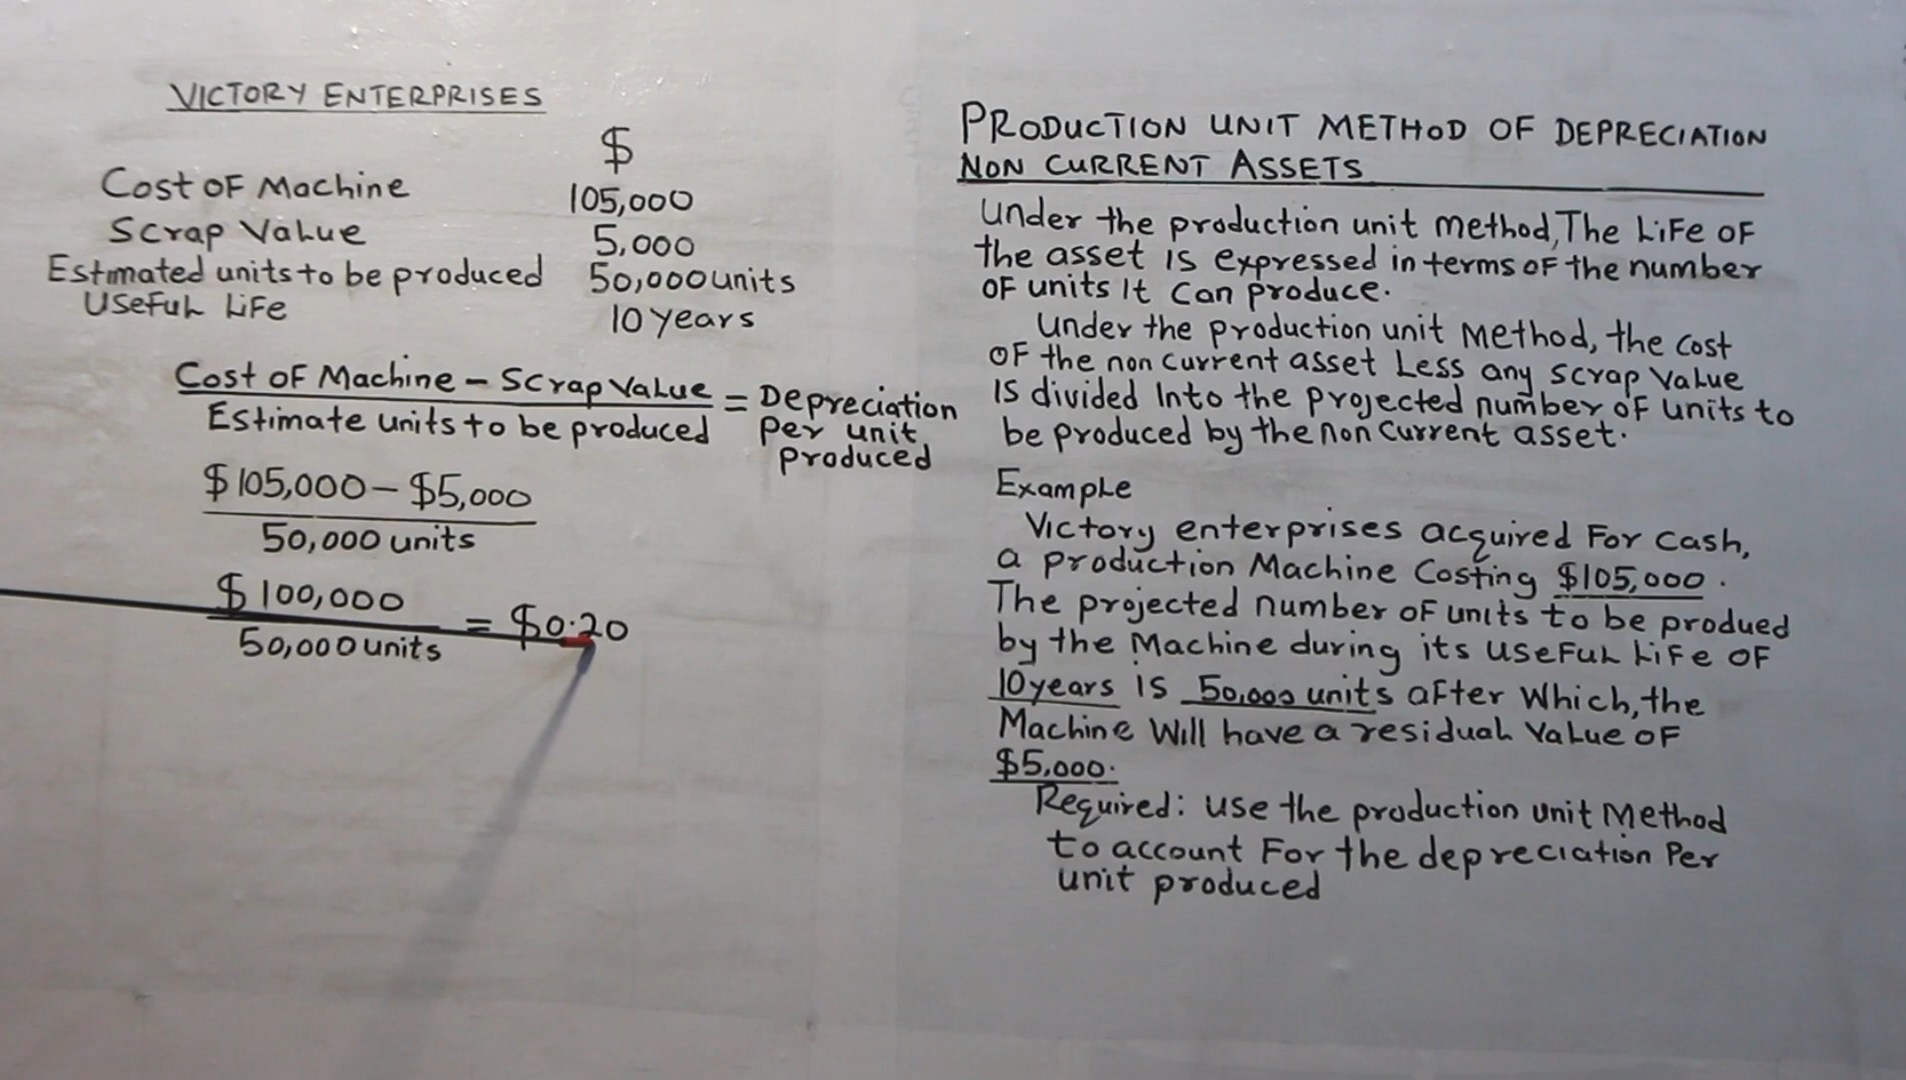 VICTORY ENTERPRISES
$
Cost OF Machine 105,000
Scrap Value 5,000
Estimated units to be produced 50,000 units
Useful Life 10 years
Cost OF Machine - Scrap Value = Depreciation
Estimate units to be produced per unit
produced
$105,000 - $5,000
50,000 units
$100,000 = $0.20
50,000 units
PRODUCTION UNIT METHOD OF DEPRECIATION
NON CURRENT ASSETS
Under the production unit method, The Life OF
the asset is expressed in terms OF the number
OF units It Can produce.
Under the production unit Method, the cost
OF the non current asset Less any scrap Value
is divided Into the projected number OF units to
be produced by the non Current asset.
Example
Victory enterprises acquired For Cash,
a production Machine Costing $105,000.
The projected number OF units to be produed
by the Machine during its useful Life OF
10 years is 50,000 units after Which, the
Machine Will have a residual Value OF
$5,000.
Required: use the production unit Method
to account For the depreciation Per
unit produced